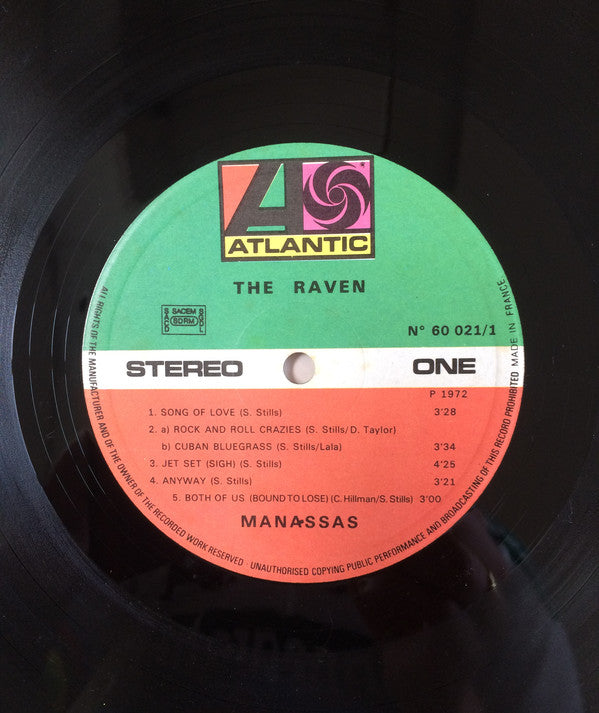 ATLANTIC
THE RAVEN
SACEM
SACD SDRM SGDL
N° 60 021/1
STEREO ONE
P 1972
1. SONG OF LOVE (S. Stills) 3'28
2. a) ROCK AND ROLL CRAZIES (S. Stills/D. Taylor)
b) CUBAN BLUEGRASS (S. Stills/Lala) 3'34
3. JET SET (SIGH) (S. Stills) 4'25
4. ANYWAY (S. Stills) 3'21
5. BOTH OF US (BOUND TO LOSE) (C. Hillman/S. Stills) 3'00
MANASSAS
ALL RIGHTS OF THE MANUFACTURER AND OF THE OWNER OF THE RECORDED WORK RESERVED · UNAUTHORISED COPYING PUBLIC PERFORMANCE AND BROADCASTING OF THIS RECORD PROHIBITED MADE IN FRANCE